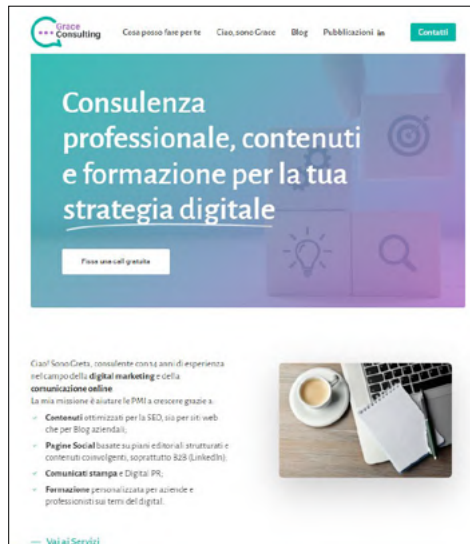 Grace
Consulting
Cosa posso fare per te Ciao, sono Grace Blog Pubblicazioni in Contatti
Consulenza
professionale, contenuti
e formazione per la tua
strategia digitale
Fissa una call gratuita
Ciao! Sono Greta, consulente con 14 anni di esperienza
nel campo della digital marketing e della
comunicazione online.
La mia missione è aiutare le PMI a crescere grazie a:
Contenuti ottimizzati per la SEO, sia per siti web
che per Blog aziendali;
Pagine Social basate su piani editoriali strutturati e
contenuti coinvolgenti, soprattutto B2B (LinkedIn);
Comunicati stampa e Digital PR;
Formazione personalizzata per aziende e
professionisti sui temi del digital.
Vai ai Servizi